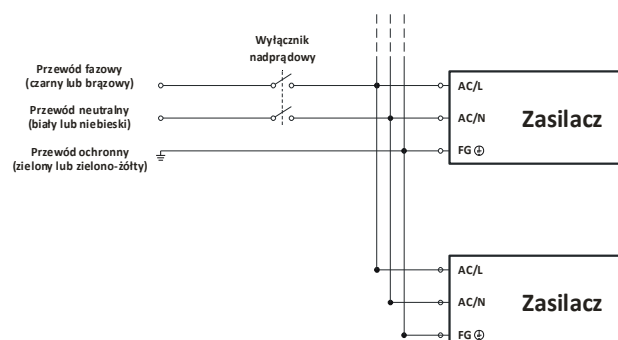 Wyłącznik
nadprądowy
Przewód fazowy
(czarny lub brązowy)
Przewód neutralny
(biały lub niebieski)
Przewód ochronny
(zielony lub zielono-żółty)
AC/L
AC/N
FG
Zasilacz
AC/L
AC/N
FG
Zasilacz